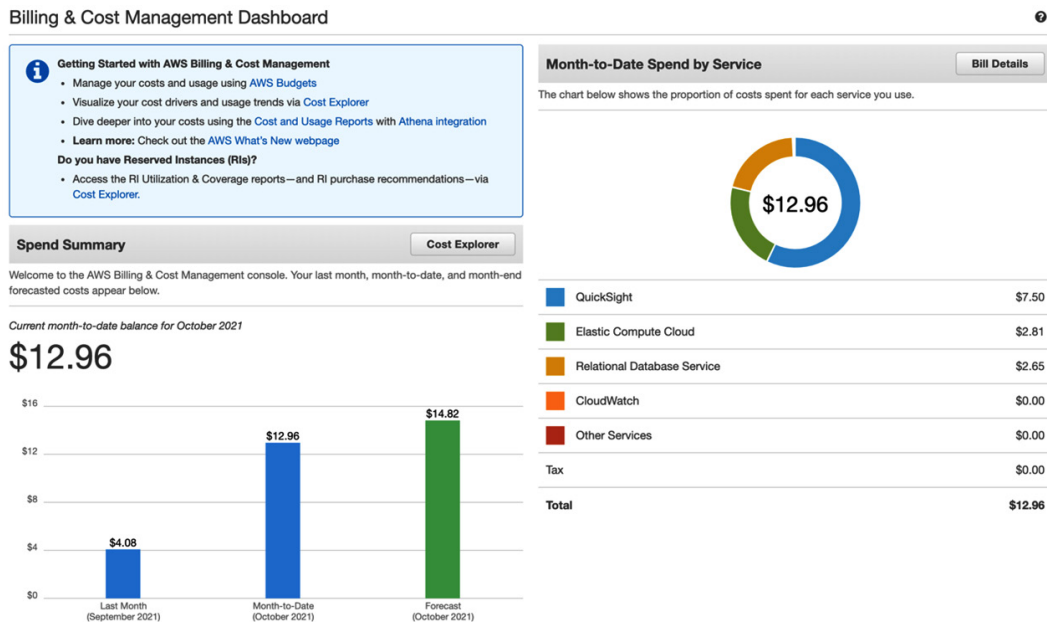 Billing & Cost Management Dashboard
Getting Started with AWS Billing & Cost Management
• Manage your costs and usage using AWS Budgets
• Visualize your cost drivers and usage trends via Cost Explorer
• Dive deeper into your costs using the Cost and Usage Reports with Athena integration
• Learn more: Check out the AWS What's New webpage
Do you have Reserved Instances (RIs)?
• Access the RI Utilization & Coverage reports—and RI purchase recommendations—via
Cost Explorer.
Spend Summary
Cost Explorer
Welcome to the AWS Billing & Cost Management console. Your last month, month-to-date, and month-end
forecasted costs appear below.
Current month-to-date balance for October 2021
$12.96
$16
$12
$8
$4
$0
$4.08
$12.96
$14.82
Last Month
(September 2021)
Month-to-Date
(October 2021)
Forecast
(October 2021)
Month-to-Date Spend by Service
Bill Details
The chart below shows the proportion of costs spent for each service you use.
$12.96
QuickSight $7.50
Elastic Compute Cloud $2.81
Relational Database Service $2.65
CloudWatch $0.00
Other Services $0.00
Tax $0.00
Total $12.96